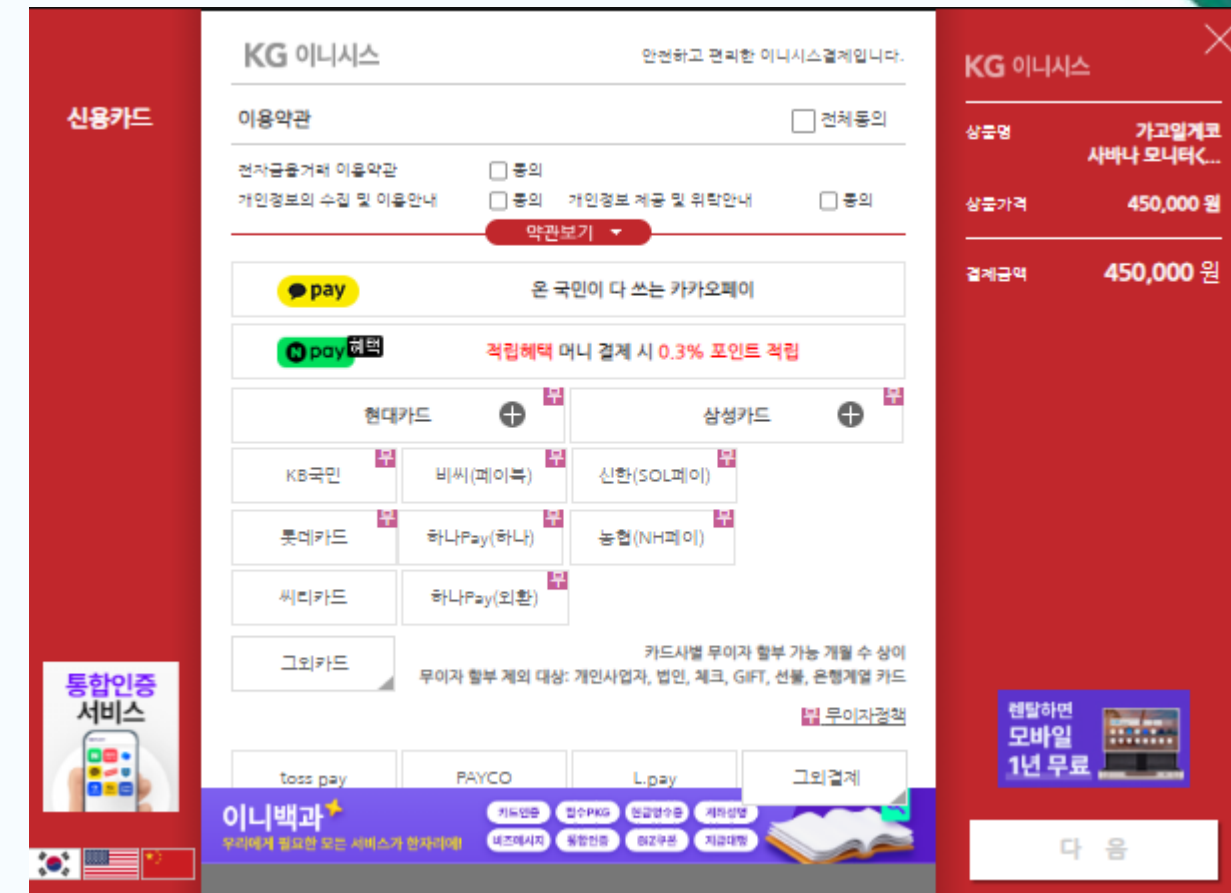 신용카드
통합인증
서비스
KG 이니시스
안전하고 편리한 이니시스결제입니다.
이용약관
전체동의
전자금융거래 이용약관
동의
개인정보의 수집 및 이용안내
동의
개인정보 제공 및 위탁안내
동의
약관보기
pay
온 국민이 다 쓰는 카카오페이
N pay 혜택
적립혜택 머니 결제 시 0.3% 포인트 적립
현대카드
무
삼성카드
무
KB국민
무
비씨(페이북)
무
신한(SOL페이)
무
롯데카드
무
하나Pay(하나)
무
농협(NH페이)
무
씨티카드
하나Pay(외환)
무
그외카드
카드사별 무이자 할부 가능 개월 수 상이
무이자 할부 제외 대상: 개인사업자, 법인, 체크, GIFT, 선불, 은행계열 카드
무 무이자정책
toss pay
PAYCO
L.pay
그외결제
이니백과
우리에게 필요한 모든 서비스가 한자리에!
카드인증
필수PKG
현금영수증
계좌성명
비즈메시지
통합인증
BIZ쿠폰
지급대행
KG 이니시스
상품명
가고일게코
사바나 모니터<...
상품가격
450,000 원
결제금액
450,000 원
렌탈하면
모바일
1년 무료
다 음